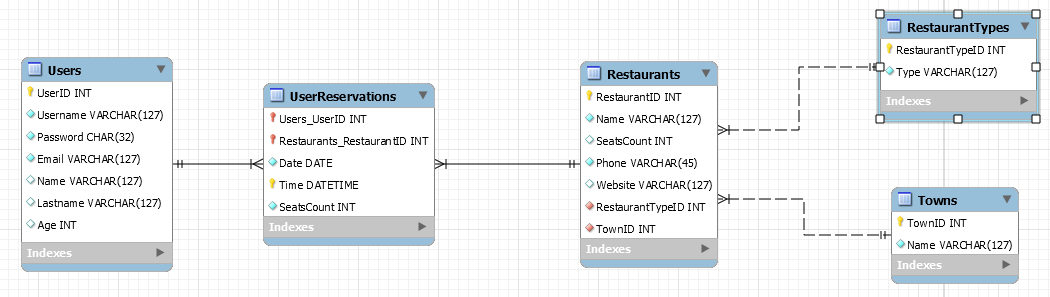 Users
UserID INT
Username VARCHAR(127)
Password CHAR(32)
Email VARCHAR(127)
Name VARCHAR(127)
Lastname VARCHAR(127)
Age INT
Indexes
UserReservations
Users_UserID INT
Restaurants_RestaurantID INT
Date DATE
Time DATETIME
SeatsCount INT
Indexes
Restaurants
RestaurantID INT
Name VARCHAR(127)
SeatsCount INT
Phone VARCHAR(45)
Website VARCHAR(127)
RestaurantTypeID INT
TownID INT
Indexes
RestaurantTypes
RestaurantTypeID INT
Type VARCHAR(127)
Indexes
Towns
TownID INT
Name VARCHAR(127)
Indexes